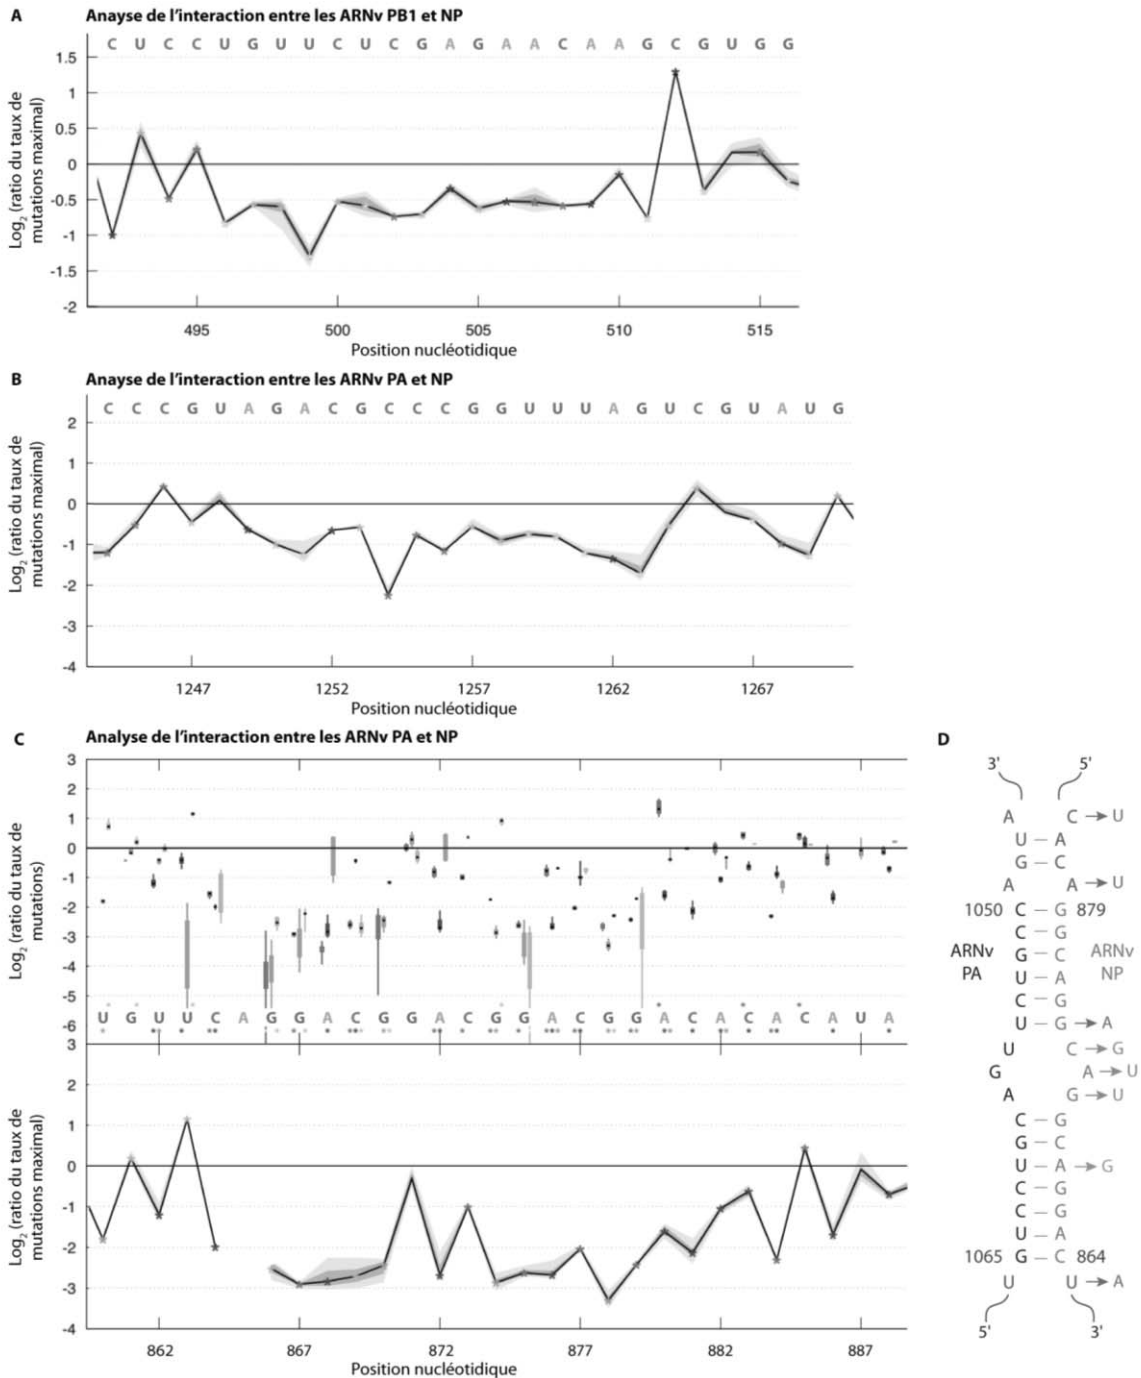 A Anayse de l'interaction entre les ARNv PB1 et NP
C U C C U G U U C U C G A G A A C A A G C G U G G
Log2 (ratio du taux de
mutations maximal)
1.5
1
0.5
0
-0.5
-1
-1.5
-2
495 500 505 510 515
Position nucléotidique
B Anayse de l'interaction entre les ARNv PA et NP
C C C G U A G A C G C C C G G U U U A G U C G U A U G
Log2 (ratio du taux de
mutations maximal)
2
1
0
-1
-2
-3
-4
1247 1252 1257 1262 1267
Position nucléotidique
C Analyse de l'interaction entre les ARNv PA et NP
Log2 (ratio du taux de
mutations)
3
2
1
0
-1
-2
-3
-4
-5
-6
U G U U C A G G A C G G A C G G A C G G A C A C A C A U A
Log2 (ratio du taux de
mutations maximal)
3
2
1
0
-1
-2
-3
-4
862 867 872 877 882 887
Position nucléotidique
D
3' 5'
A C → U
U – A
G – C
A A → U
1050 C – G 879
C – G
ARNv PA G – C ARNv NP
U – A
C – G
U – G → A
U C → G
G A → U
A G → U
C – G
G – C
U – A → G
C – G
C – G
U – A
1065 G – C 864
U U → A
5' 3'